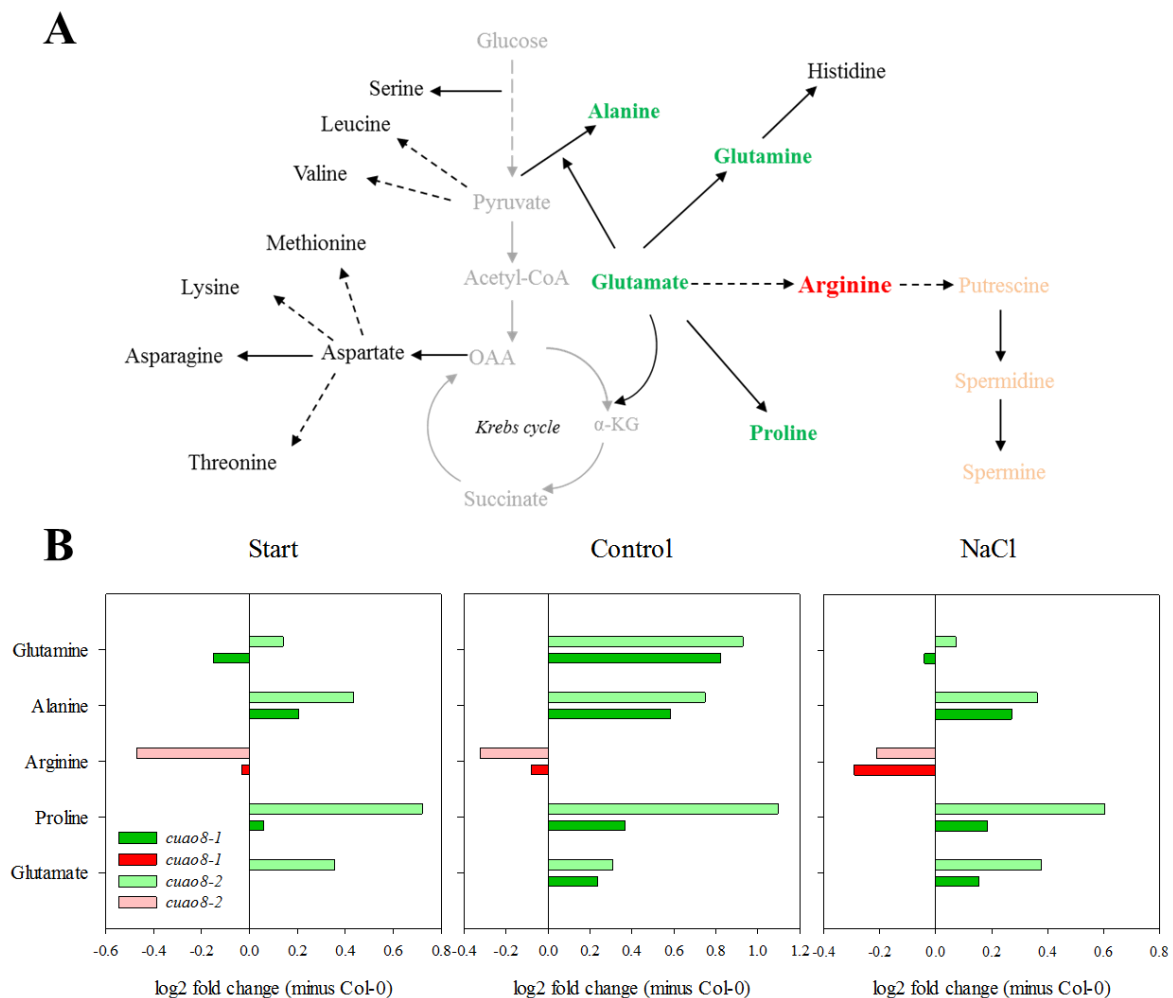 A
Glucose
Histidine
Serine
Alanine
Leucine
Glutamine
Valine
Pyruvate
Methionine
Acetyl-CoA
Glutamate
Arginine
Putrescine
Lysine
Asparagine
Aspartate
OAA
Spermidine
Krebs cycle
α-KG
Proline
Threonine
Spermine
Succinate
B
Start
Control
NaCl
Glutamine
Alanine
Arginine
Proline
Glutamate
cuao8-1
cuao8-1
cuao8-2
cuao8-2
-0.6 -0.4 -0.2 0.0 0.2 0.4 0.6 0.8
-0.4 -0.2 0.0 0.2 0.4 0.6 0.8 1.0 1.2
-0.4 -0.2 0.0 0.2 0.4 0.6 0.8
log2 fold change (minus Col-0)
log2 fold change (minus Col-0)
log2 fold change (minus Col-0)